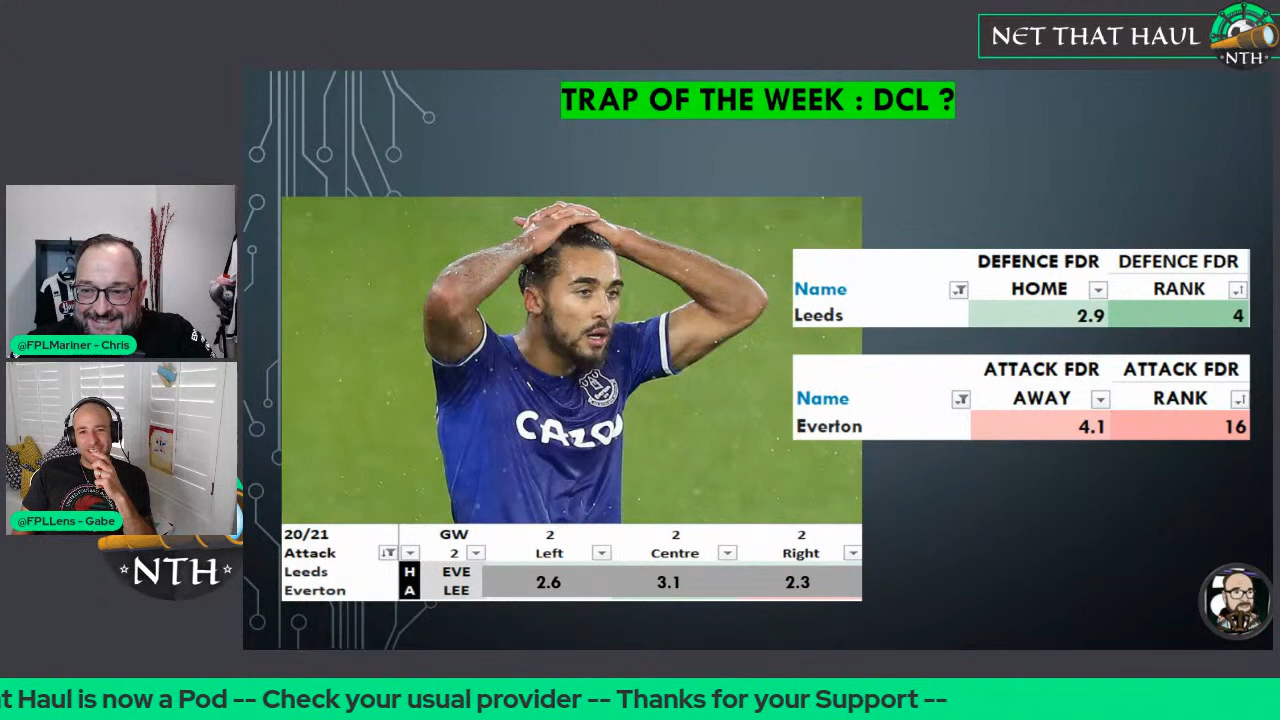 NET THAT HAUL
NTH
TRAP OF THE WEEK : DCL ?
DEFENCE FDR DEFENCE FDR
Name HOME RANK
Leeds 2.9 4
ATTACK FDR ATTACK FDR
Name AWAY RANK
Everton 4.1 16
@FPLMariner - Chris
@FPLLens - Gabe
NTH
CAZOO
20/21 GW 2 2 2
Attack 2 Left Centre Right
Leeds H EVE
2.6 3.1 2.3
Everton A LEE
t Haul is now a Pod -- Check your usual provider -- Thanks for your Support --